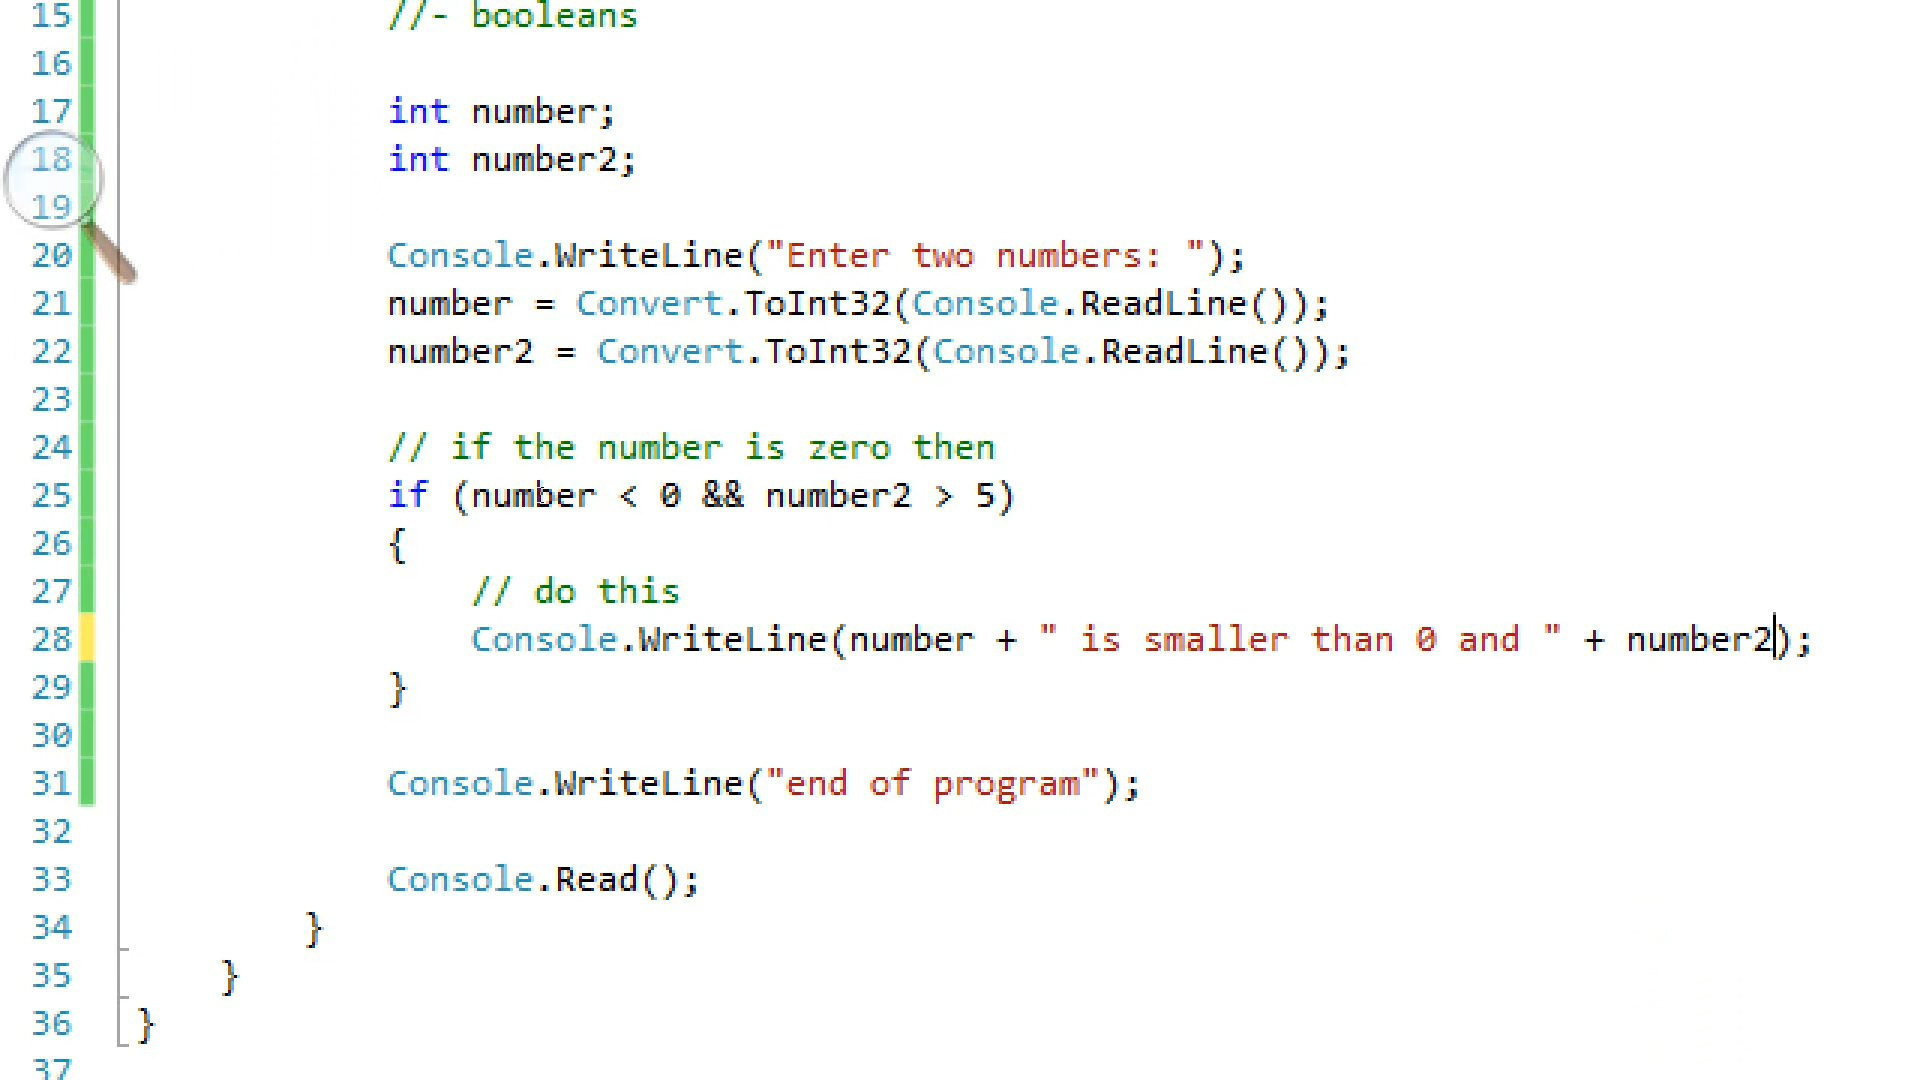 15 //- booleans
16
17 int number;
18 int number2;
19
20 Console.WriteLine("Enter two numbers: ");
21 number = Convert.ToInt32(Console.ReadLine());
22 number2 = Convert.ToInt32(Console.ReadLine());
23
24 // if the number is zero then
25 if (number < 0 && number2 > 5)
26 {
27 // do this
28 Console.WriteLine(number + " is smaller than 0 and " + number2);
29 }
30
31 Console.WriteLine("end of program");
32
33 Console.Read();
34 }
35 }
36 }
37